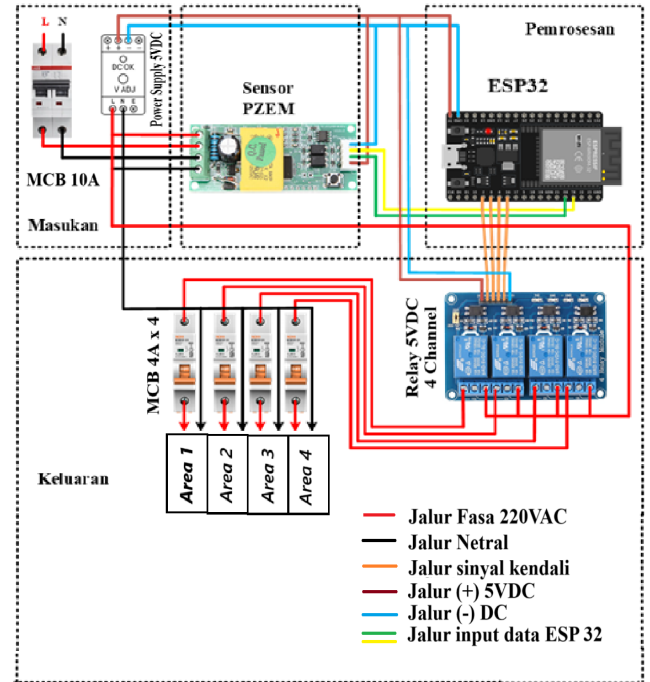 L N
DC OK
V ADJ
L N E
Power Supply 5VDC
MCB 10A
Masukan
Sensor
PZEM
Pemrosesan
ESP32
MCB 4A x 4
Relay 5VDC
4 Channel
Area 1
Area 2
Area 3
Area 4
Keluaran
Jalur Fasa 220VAC
Jalur Netral
Jalur sinyal kendali
Jalur (+) 5VDC
Jalur (-) DC
Jalur input data ESP 32